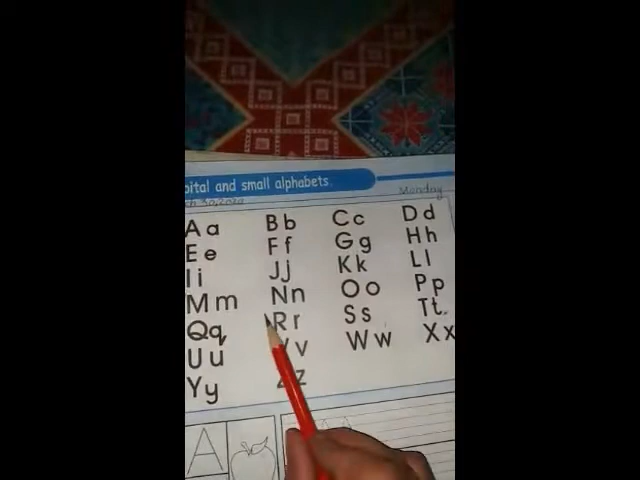 pital and small alphabets.
Monday
Aa Bb Cc Dd
Ee Ff Gg Hh
Ii Jj Kk Ll
Mm Nn Oo Pp
Qq Rr Ss Tt
Uu Vv Ww Xx
Yy Zz
A